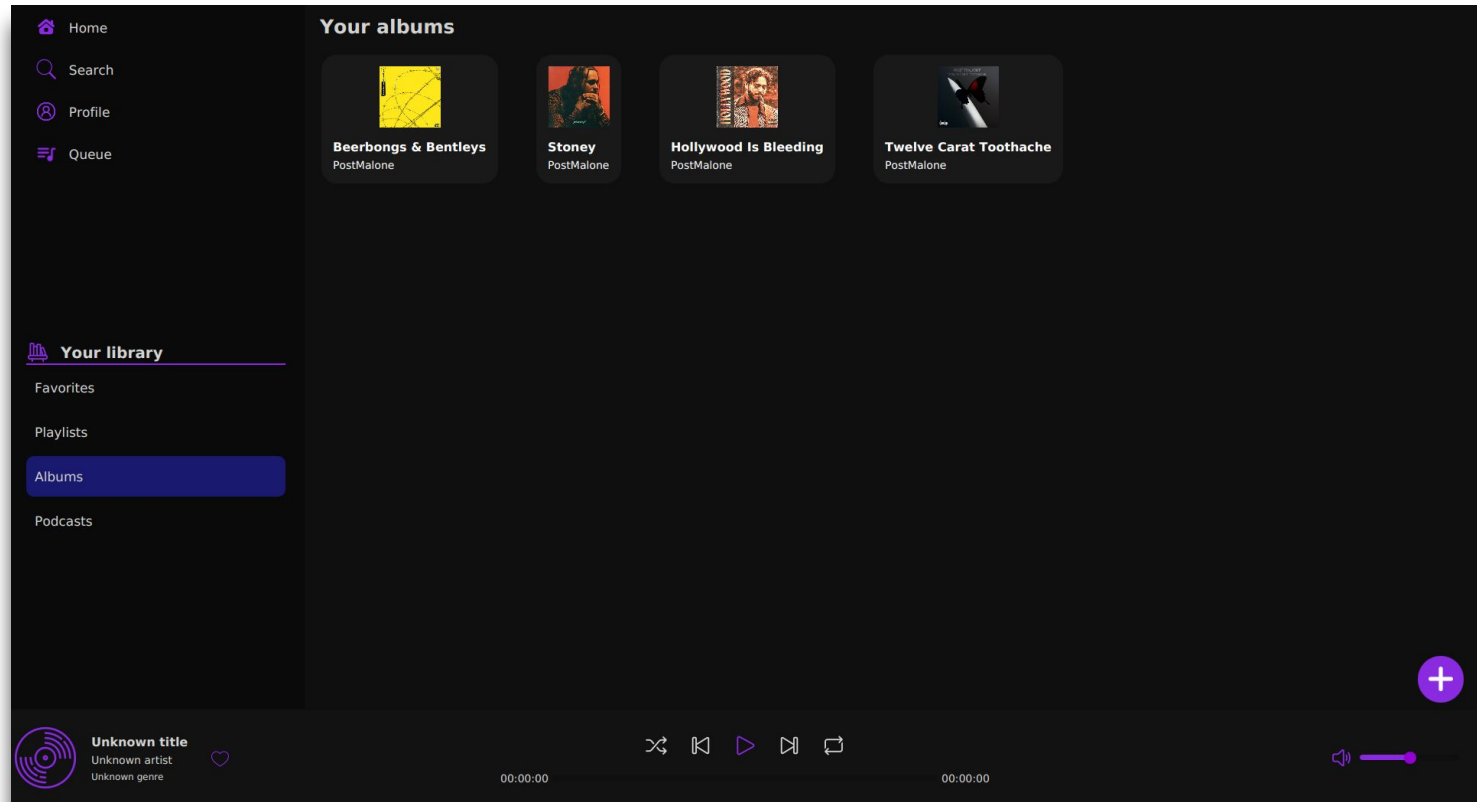 Home
Search
Profile
Queue
Your library
Favorites
Playlists
Albums
Podcasts
Your albums
Beerbongs & Bentleys
PostMalone
Stoney
PostMalone
HOLLYWOOD
Hollywood Is Bleeding
PostMalone
Twelve Carat Toothache
PostMalone
Unknown title
Unknown artist
Unknown genre
00:00:00
00:00:00